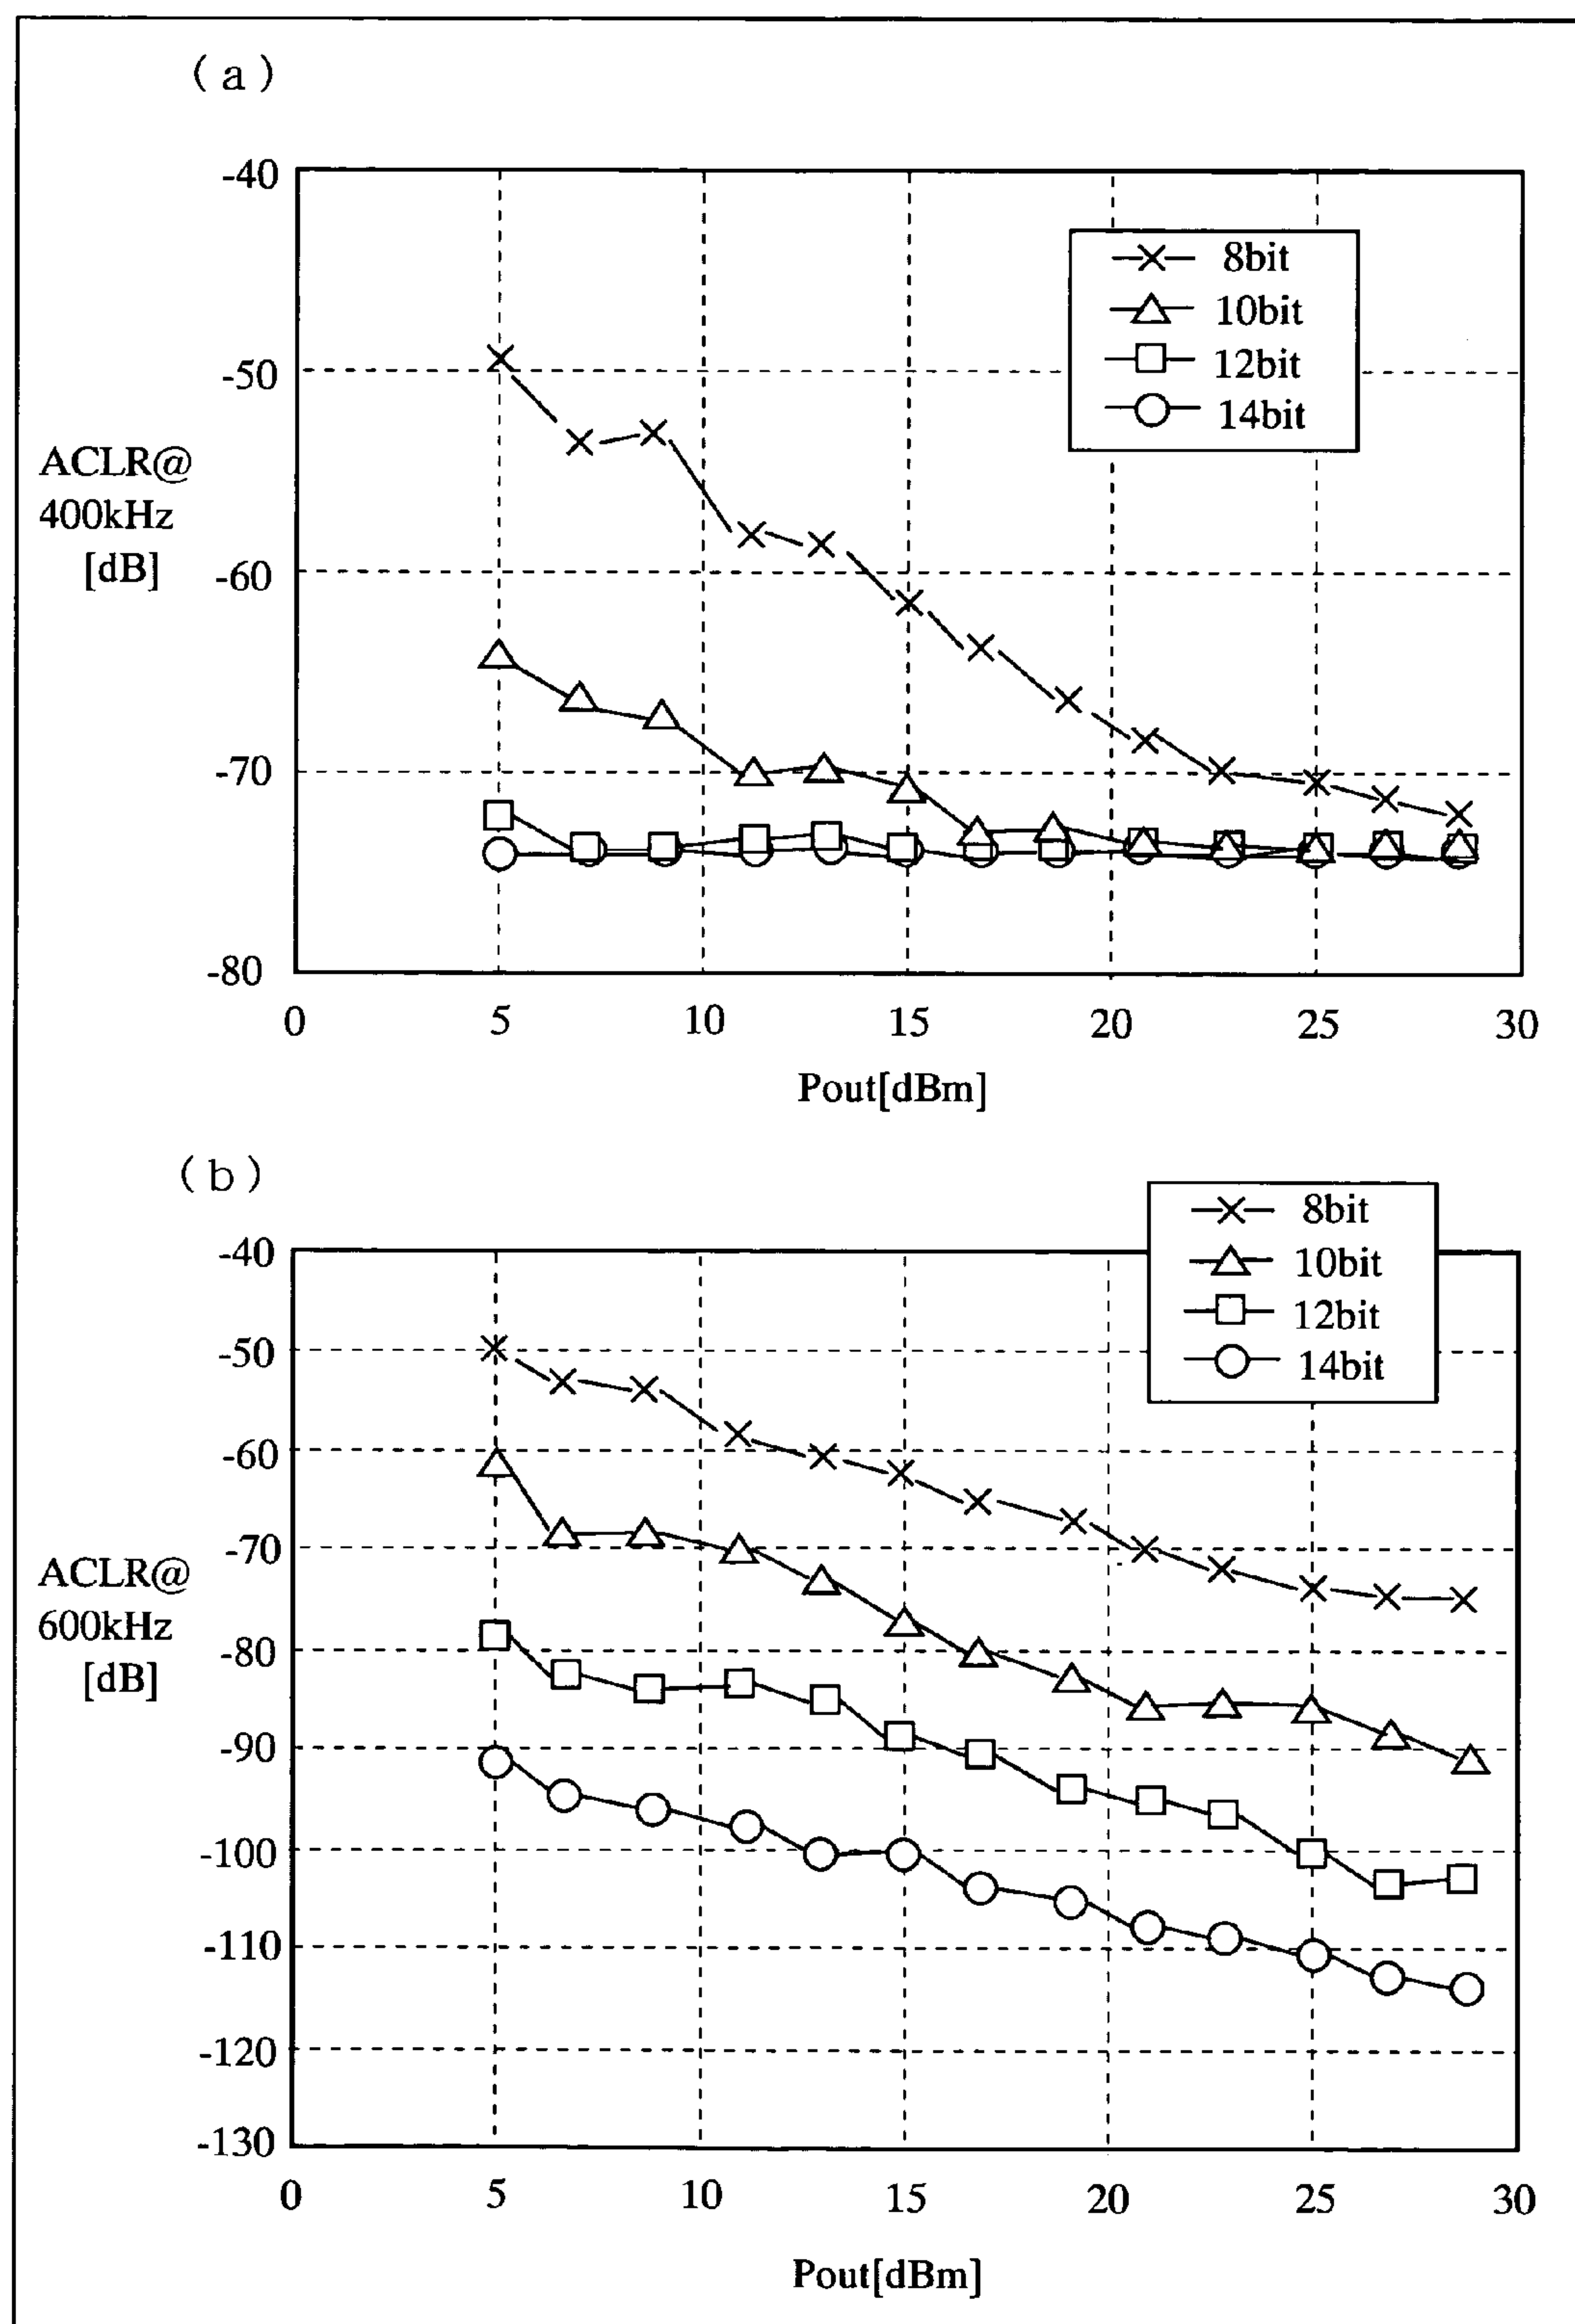 (a)
-40
-50
-60
-70
-80
ACLR@
400kHz
[dB]
8bit
10bit
12bit
14bit
0 5 10 15 20 25 30
Pout[dBm]
(b)
-40
-50
-60
-70
-80
-90
-100
-110
-120
-130
ACLR@
600kHz
[dB]
8bit
10bit
12bit
14bit
0 5 10 15 20 25 30
Pout[dBm]